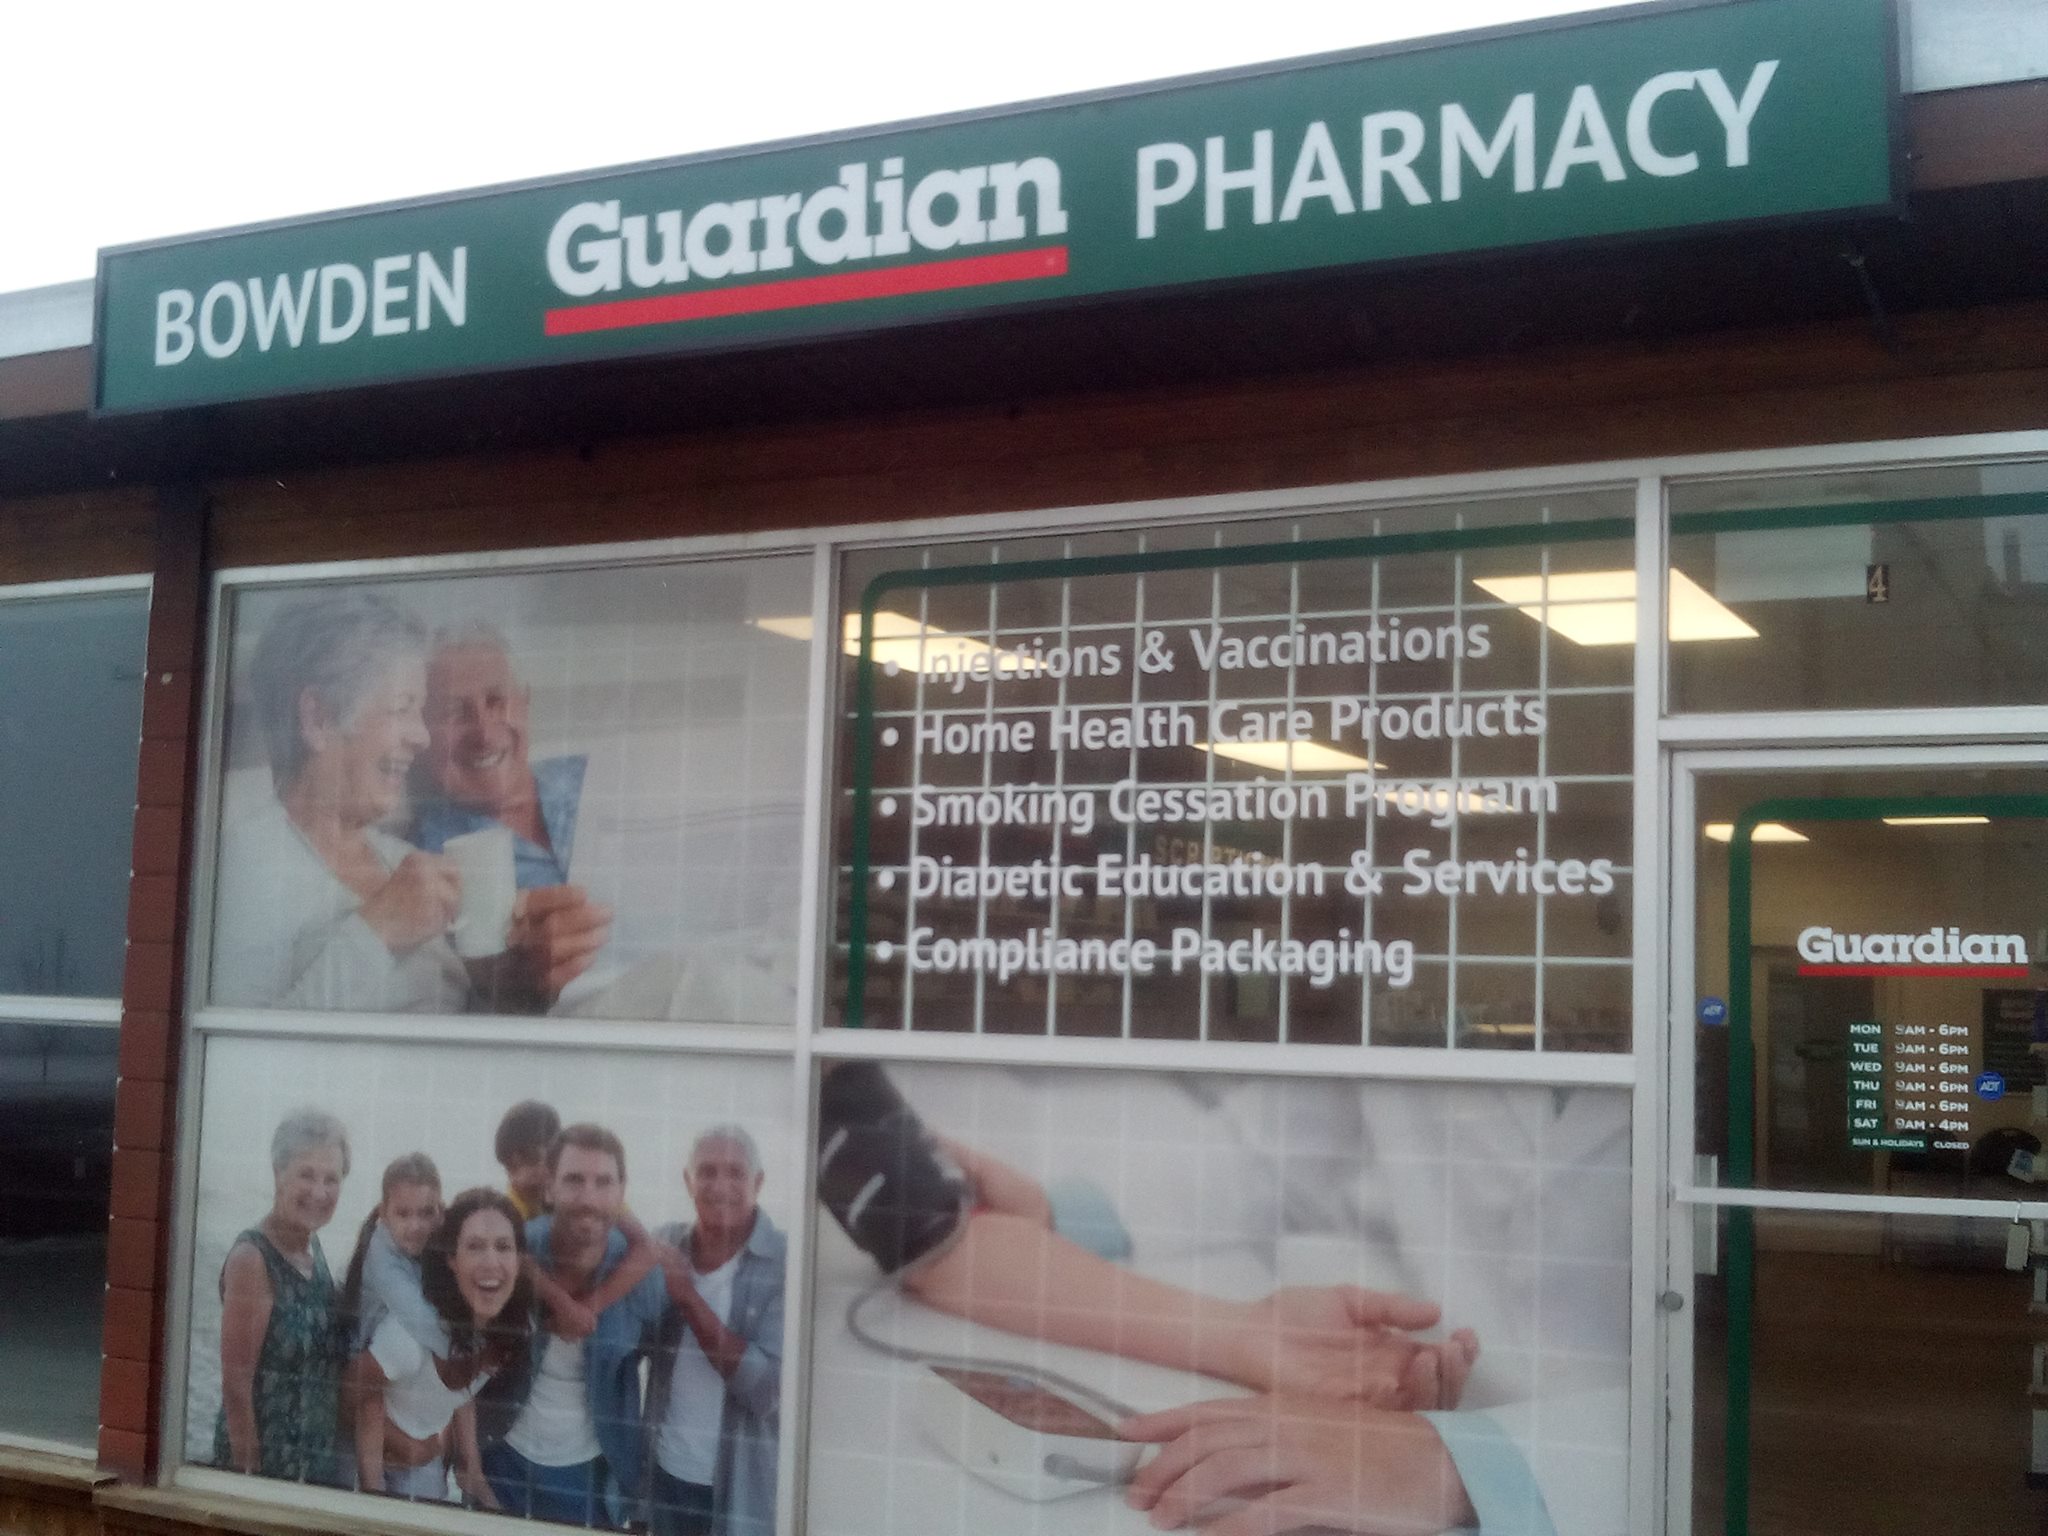 BOWDEN Guardian PHARMACY
4
• Injections & Vaccinations
• Home Health Care Products
• Smoking Cessation Program
• Diabetic Education & Services
• Compliance Packaging
Guardian
ADT
MON 9AM - 6PM
TUE 9AM - 6PM
WED 9AM - 6PM
THU 9AM - 6PM
ADT
FRI 9AM - 6PM
SAT 9AM - 4PM
SUN & HOLIDAYS CLOSED